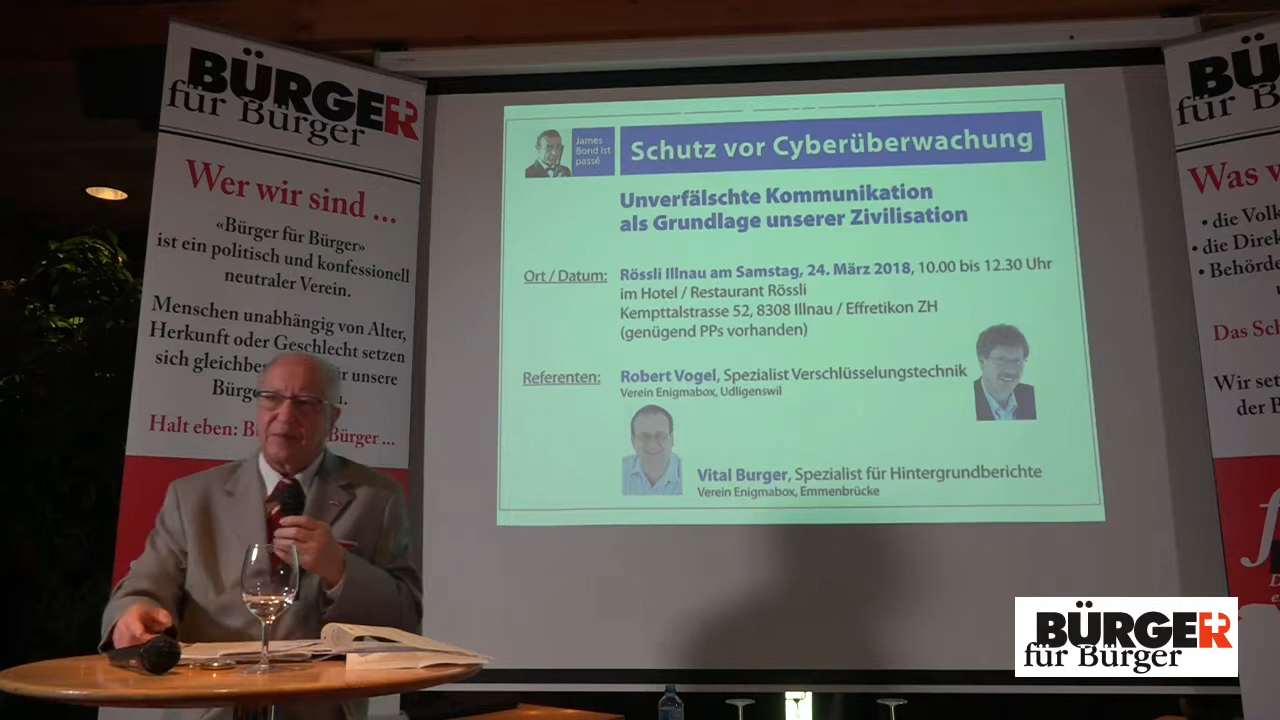 BÜRGER
für Bürger
Wer wir sind ...
«Bürger für Bürger»
ist ein politisch und konfessionell
neutraler Verein.
Menschen unabhängig von Alter,
Herkunft oder Geschlecht setzen
sich
unsere
Halt eben:
Bürger ...
James
Bond ist
passé
Schutz vor Cyberüberwachung
Unverfälschte Kommunikation
als Grundlage unserer Zivilisation
Ort / Datum:
Rössli Illnau am Samstag, 24. März 2018, 10.00 bis 12.30 Uhr
im Hotel / Restaurant Rössli
Kempttalstrasse 52, 8308 Illnau / Effretikon ZH
(genügend PPs vorhanden)
Referenten:
Robert Vogel, Spezialist Verschlüsselungstechnik
Verein Enigmabox, Udligenswil
Vital Burger, Spezialist für Hintergrundberichte
Verein Enigmabox, Emmenbrücke
BÜ
für B
Was w
• die Volk
• die Direk
• Behörde
Das Sch
Wir set
der B
BÜRGER
für Bürger